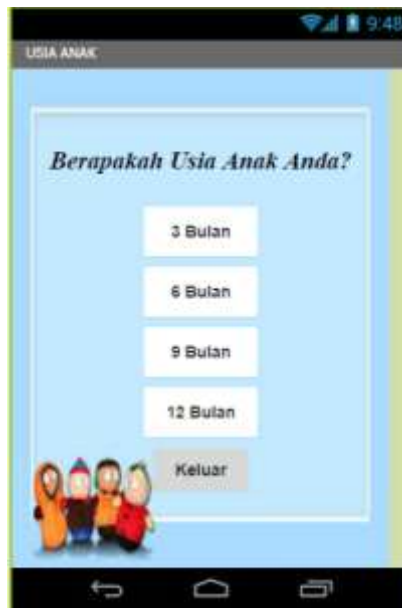 9:48
USIA ANAK
Berapakah Usia Anak Anda?
3 Bulan
6 Bulan
9 Bulan
12 Bulan
Keluar